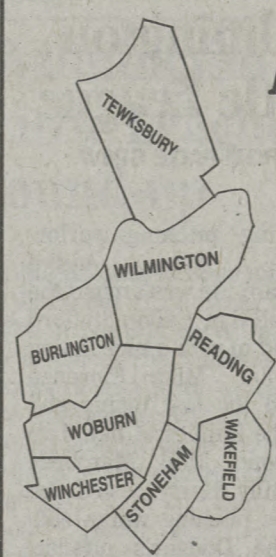 TEWKSBURY
WILMINGTON
BURLINGTON
READING
WOBURN
WAKEFIELD
STONEHAM
WINCHESTER